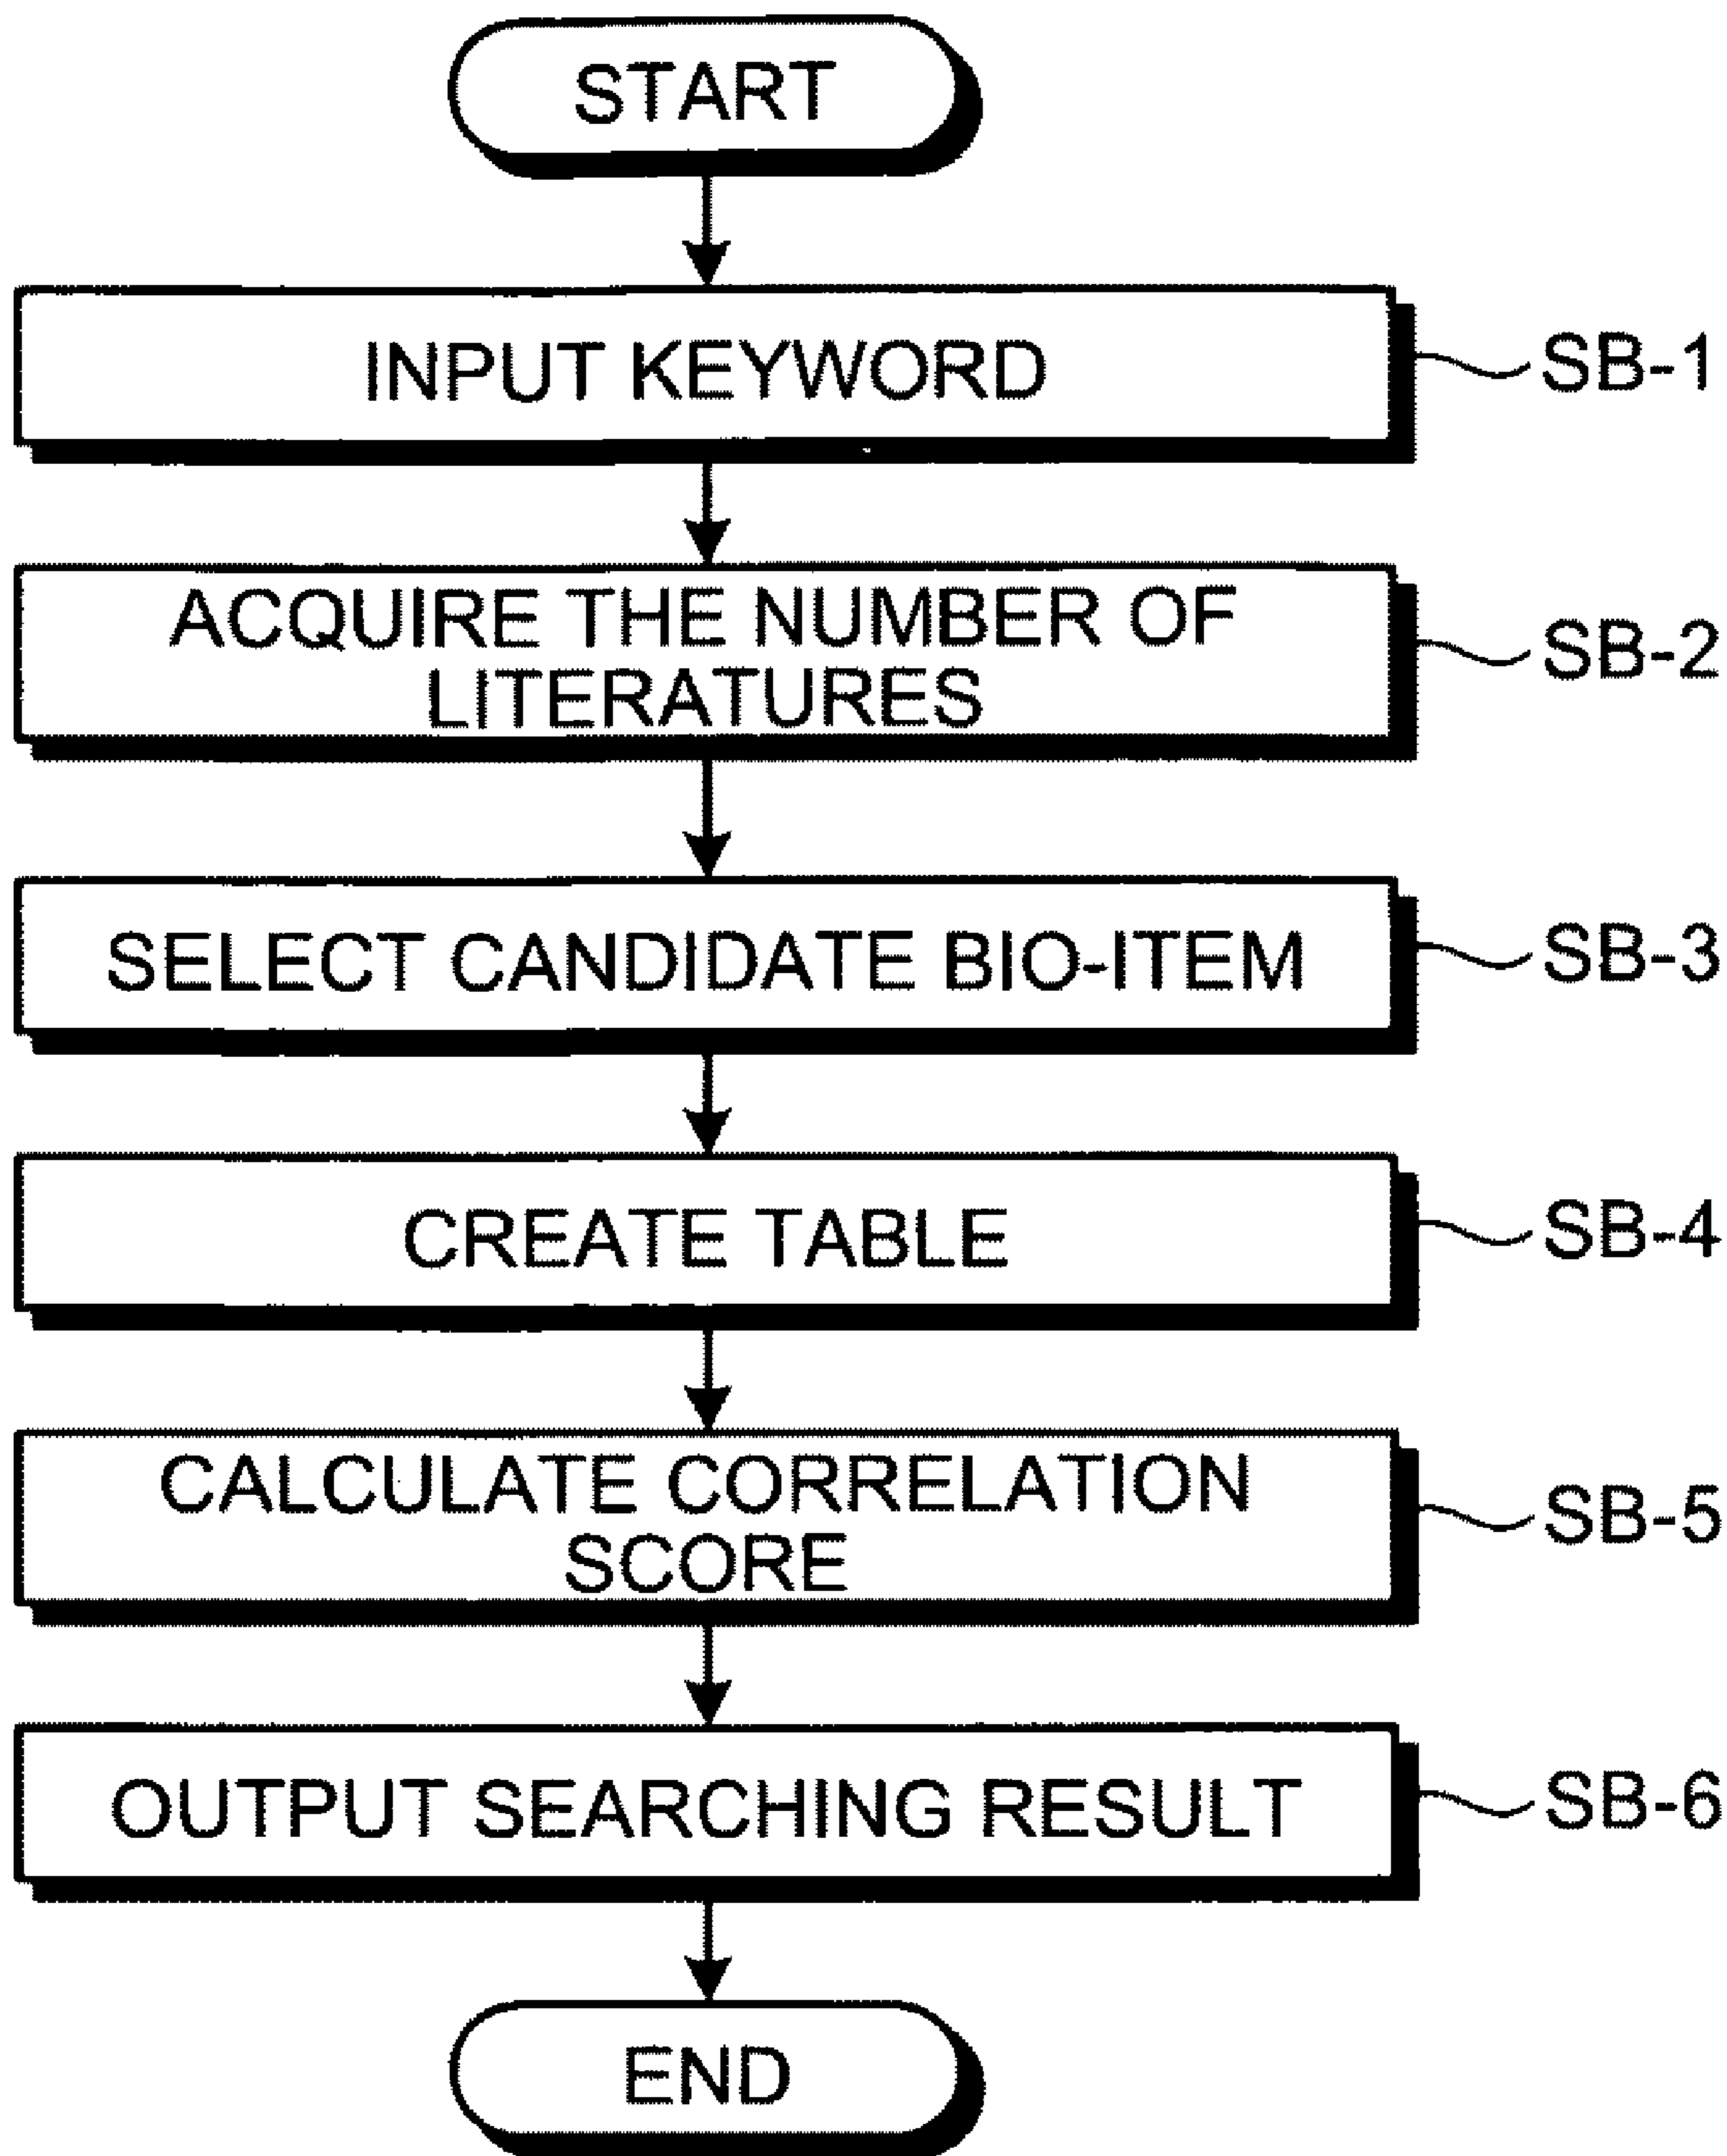 START
INPUT KEYWORD
SB-1
ACQUIRE THE NUMBER OF
LITERATURES
SB-2
SELECT CANDIDATE BIO-ITEM
SB-3
CREATE TABLE
SB-4
CALCULATE CORRELATION
SCORE
SB-5
OUTPUT SEARCHING RESULT
SB-6
END